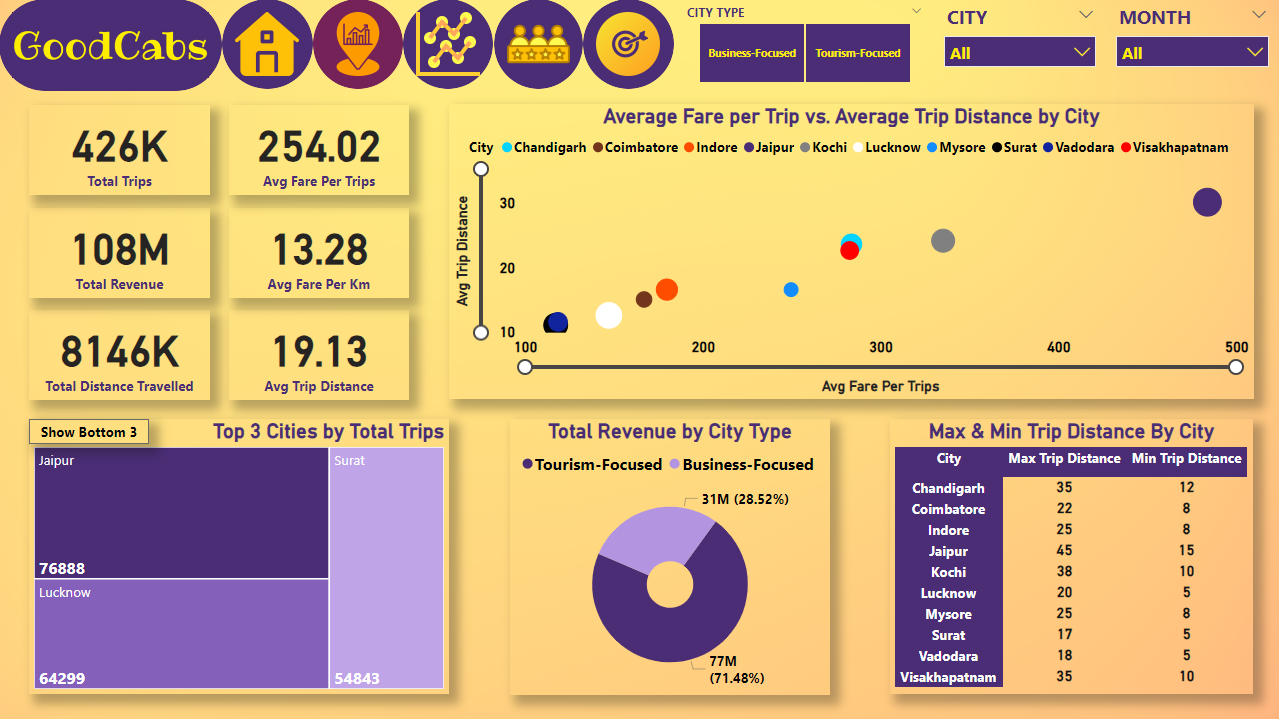 GoodCabs
CITY TYPE
Business-Focused
Tourism-Focused
CITY
All
MONTH
All
426K
Total Trips
254.02
Avg Fare Per Trips
108M
Total Revenue
13.28
Avg Fare Per Km
8146K
Total Distance Travelled
19.13
Avg Trip Distance
Average Fare per Trip vs. Average Trip Distance by City
City Chandigarh Coimbatore Indore Jaipur Kochi Lucknow Mysore Surat Vadodara Visakhapatnam
Avg Trip Distance
30
20
10
100 200 300 400 500
Avg Fare Per Trips
Show Bottom 3
Top 3 Cities by Total Trips
Jaipur
76888
Lucknow
64299
Surat
54843
Total Revenue by City Type
Tourism-Focused Business-Focused
31M (28.52%)
77M
(71.48%)
Max & Min Trip Distance By City
City Max Trip Distance Min Trip Distance
Chandigarh 35 12
Coimbatore 22 8
Indore 25 8
Jaipur 45 15
Kochi 38 10
Lucknow 20 5
Mysore 25 8
Surat 17 5
Vadodara 18 5
Visakhapatnam 35 10